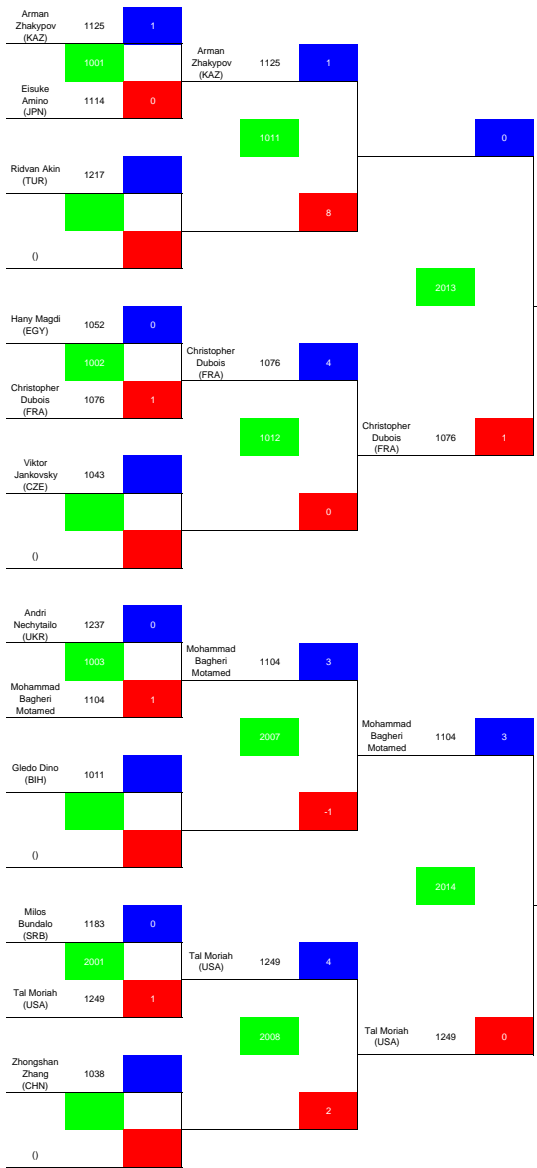 Arman
Zhakypov
(KAZ)
1125
1
1001
Eisuke
Amino
(JPN)
1114
0
Arman
Zhakypov
(KAZ)
1125
1
1011
0
Ridvan Akin
(TUR)
1217
8
()
2013
Hany Magdi
(EGY)
1052
0
1002
Christopher
Dubois
(FRA)
1076
4
Christopher
Dubois
(FRA)
1076
1
1012
Christopher
Dubois
(FRA)
1076
1
Viktor
Jankovsky
(CZE)
1043
0
()
Andri
Nechytailo
(UKR)
1237
0
1003
Mohammad
Bagheri
Motamed
1104
3
Mohammad
Bagheri
Motamed
1104
1
2007
Mohammad
Bagheri
Motamed
1104
3
Gledo Dino
(BIH)
1011
-1
()
2014
Milos
Bundalo
(SRB)
1183
0
2001
Tal Moriah
(USA)
1249
4
Tal Moriah
(USA)
1249
1
2008
Tal Moriah
(USA)
1249
0
Zhongshan
Zhang
(CHN)
1038
2
()